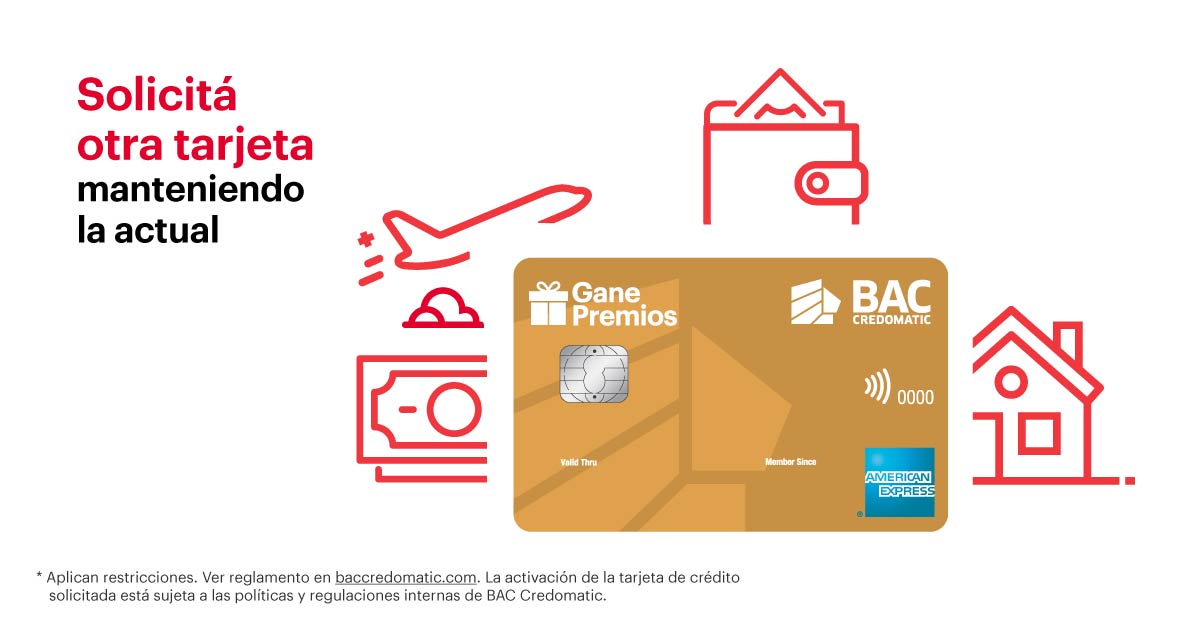 Solicitá
otra tarjeta
manteniendo
la actual
Gane
Premios
BAC
CREDOMATIC
0000
Valid Thru
Member Since
AMERICAN
EXPRESS
®
* Aplican restricciones. Ver reglamento en baccredomatic.com. La activación de la tarjeta de crédito
solicitada está sujeta a las políticas y regulaciones internas de BAC Credomatic.